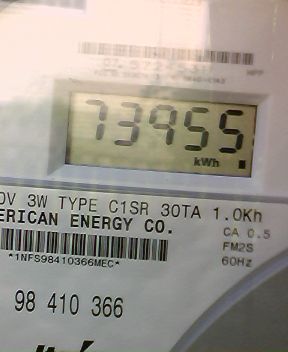 73955
kWh
0V 3W TYPE C1SR 30TA 1.0Kh
ERICAN ENERGY CO.
CA 0.5
FM2S
*1NFS98410366MEC*
60Hz
98 410 366